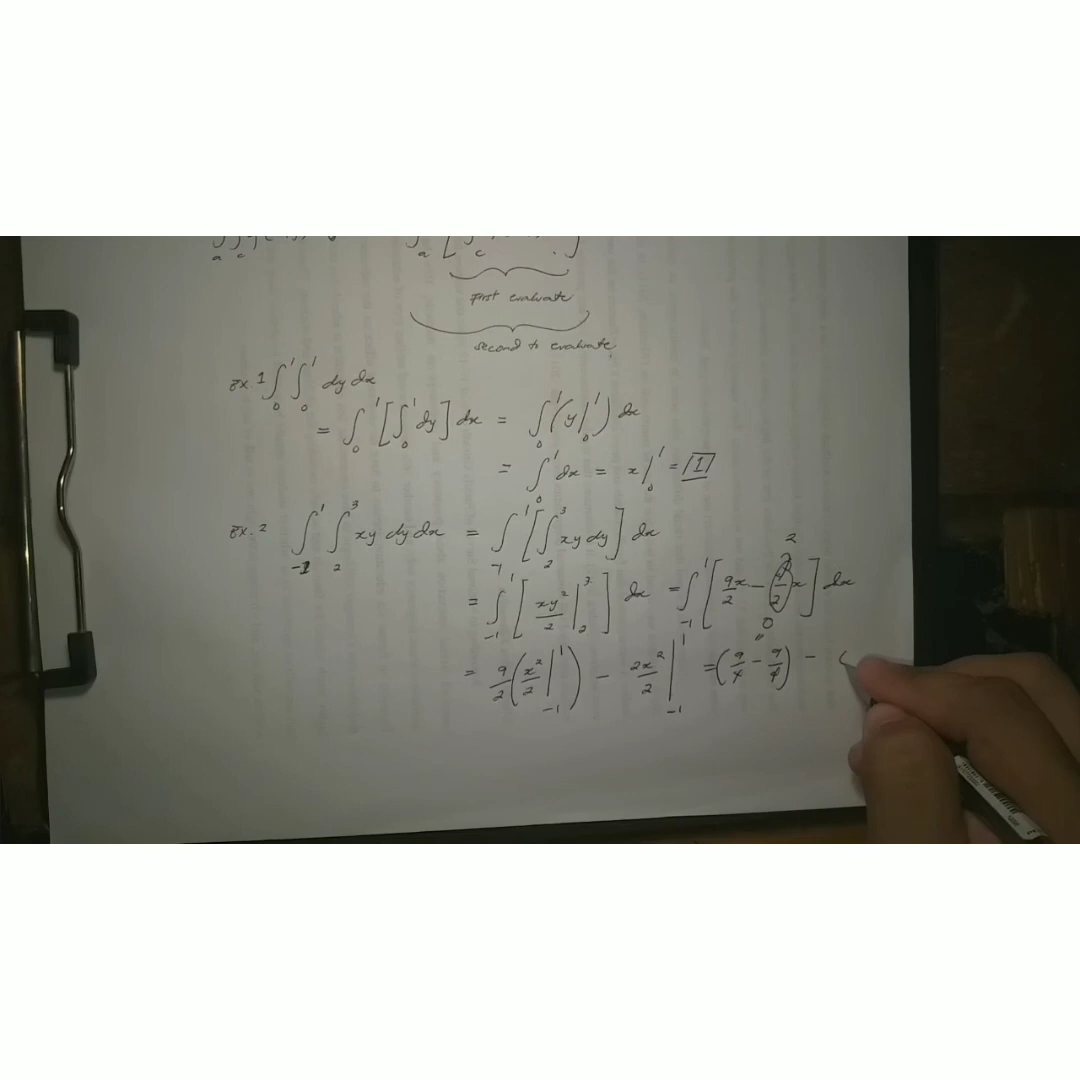 First evaluate
second to evaluate
Ex. 1 ∫₀¹ ∫₀¹ dy dx
= ∫₀¹ [∫₀¹ dy] dx = ∫₀¹ (y|₀¹) dx
= ∫₀¹ dx = x|₀¹ = 1
Ex. 2 ∫₋₁¹ ∫₂³ xy dy dx = ∫₋₁¹ [∫₂³ xy dy] dx
= ∫₋₁¹ [xy²/2 |₂³] dx = ∫₋₁¹ [9x/2 − (4/2)x] dx
2
0
"
= 9/2 (x²/2 |₋₁¹) − 2x²/2 |₋₁¹ = (9/4 − 9/4) −